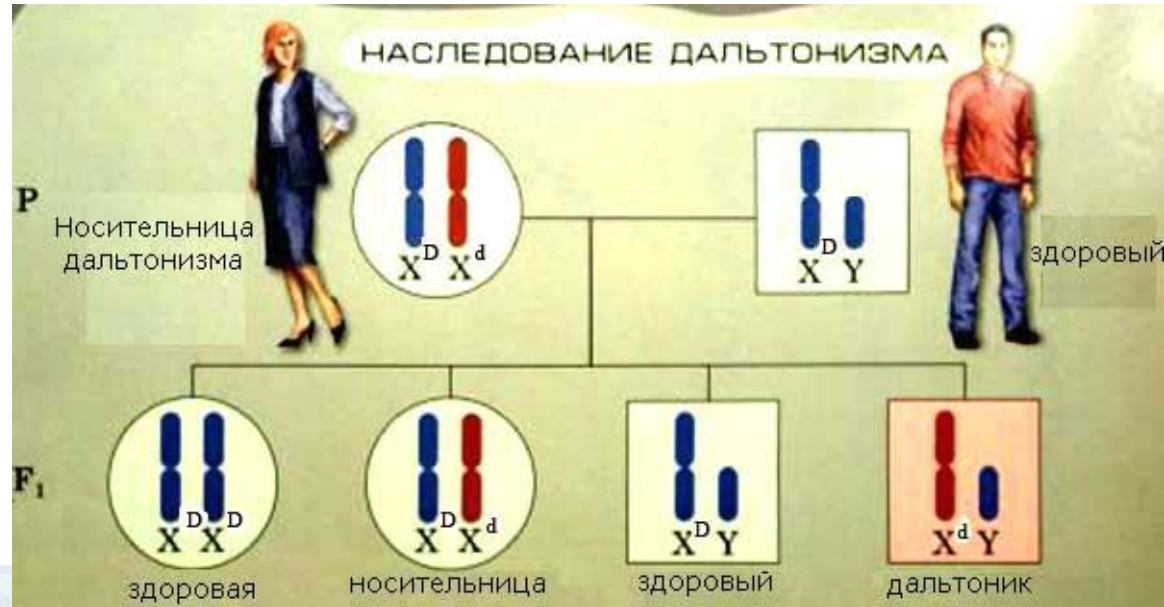 НАСЛЕДОВАНИЕ ДАЛЬТОНИЗМА
P
Носительница
дальтонизма
X^D X^d
X^D Y
здоровый
F₁
X^D X^D
X^D X^d
X^D Y
X^d Y
здоровая
носительница
здоровый
дальтоник